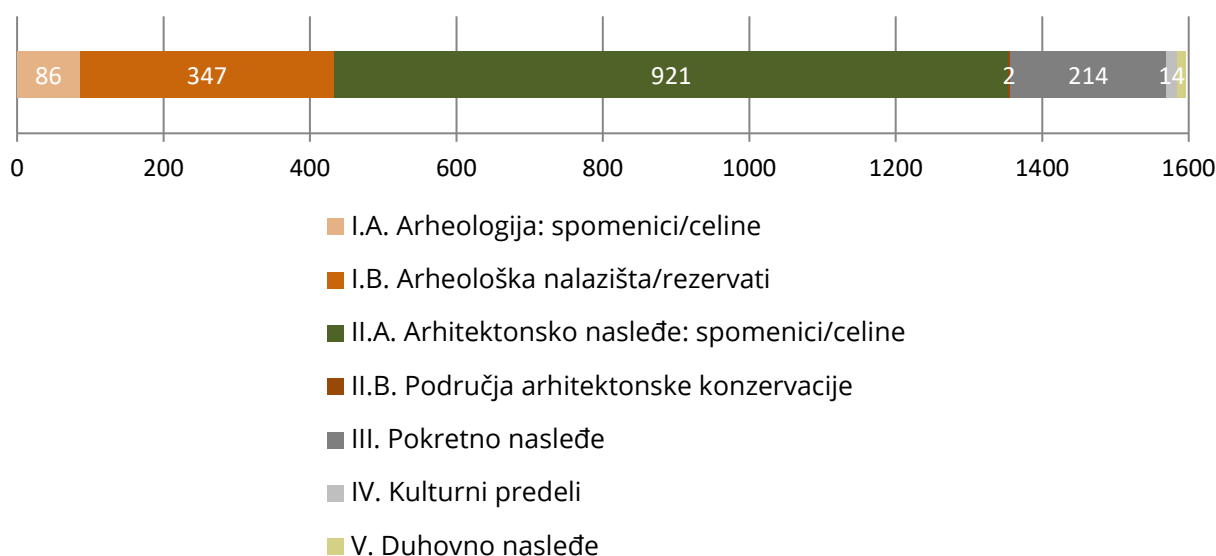 86 347 921 2 214 14
0 200 400 600 800 1000 1200 1400 1600
I.A. Arheologija: spomenici/celine
I.B. Arheološka nalazišta/rezervati
II.A. Arhitektonsko nasleđe: spomenici/celine
II.B. Područja arhitektonske konzervacije
III. Pokretno nasleđe
IV. Kulturni predeli
V. Duhovno nasleđe